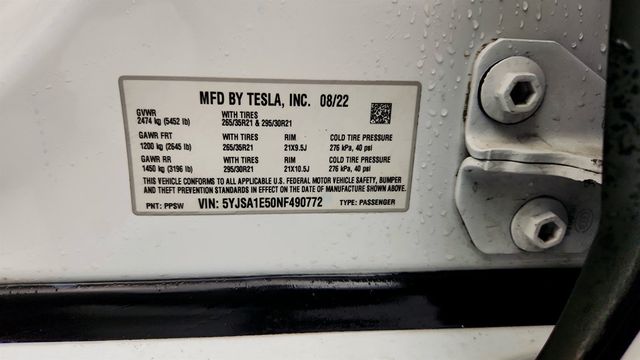 MFD BY TESLA, INC. 08/22
GVWR WITH TIRES
2474 kg (5452 lb) 265/35R21 & 295/30R21
GAWR FRT WITH TIRES RIM COLD TIRE PRESSURE
1200 kg (2645 lb) 265/35R21 21X9.5J 276 kPa, 40 psi
GAWR RR WITH TIRES RIM COLD TIRE PRESSURE
1450 kg (3196 lb) 295/30R21 21X10.5J 276 kPa, 40 psi
THIS VEHICLE CONFORMS TO ALL APPLICABLE U.S. FEDERAL MOTOR VEHICLE SAFETY, BUMPER
AND THEFT PREVENTION STANDARDS IN EFFECT ON THE DATE OF MANUFACTURE SHOWN ABOVE.
PNT: PPSW VIN: 5YJSA1E50NF490772 TYPE: PASSENGER